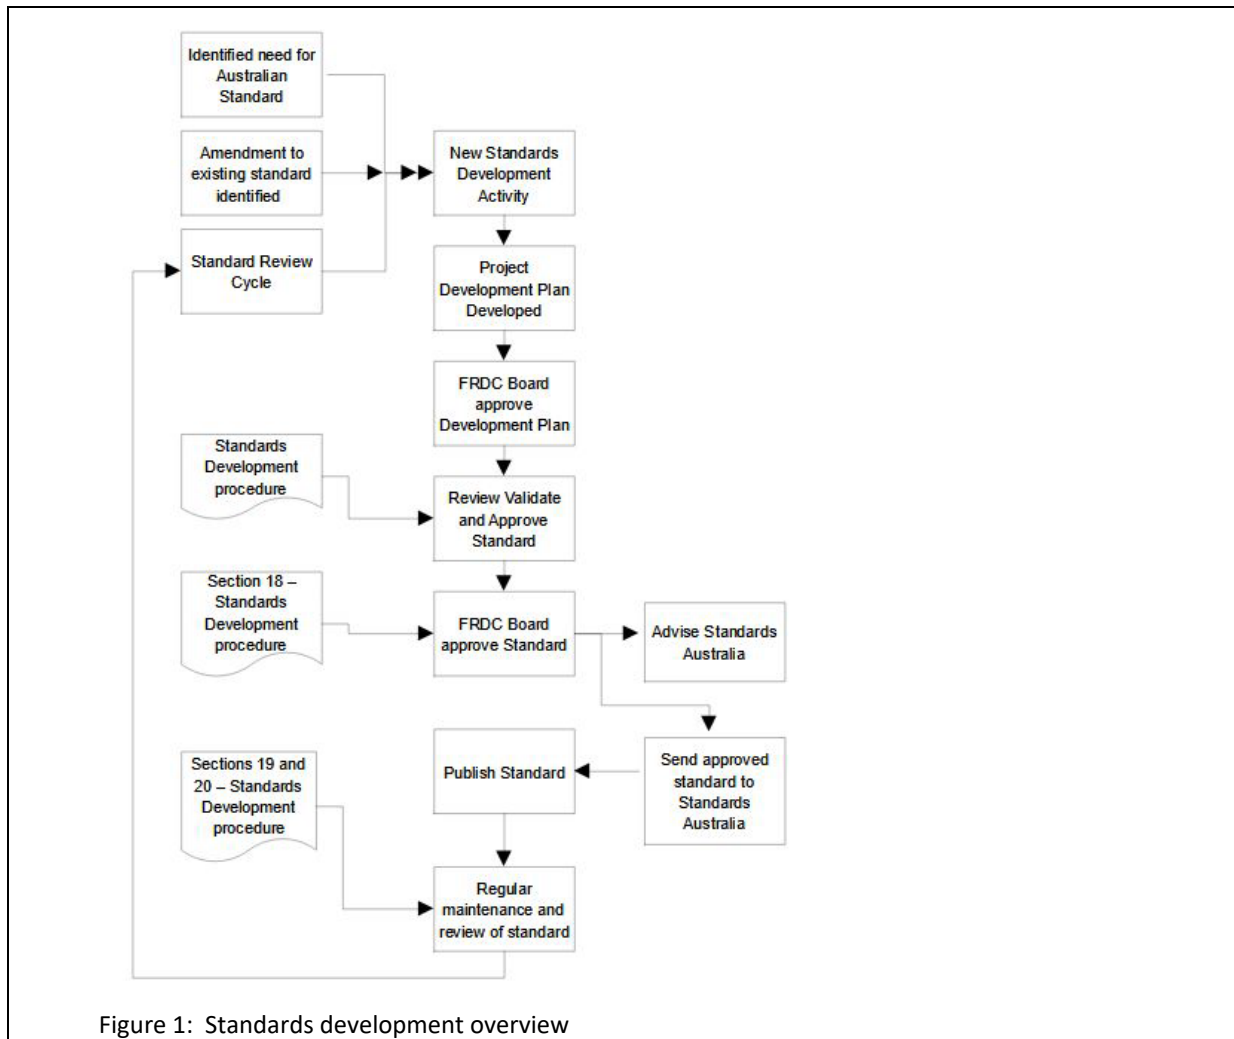 Identified need for
Australian
Standard
Amendment to
existing standard
identified
New Standards
Development
Activity
Standard Review
Cycle
Project
Development Plan
Developed
FRDC Board
approve
Development Plan
Standards
Development
procedure
Review Validate
and Approve
Standard
Section 18 –
Standards
Development
procedure
FRDC Board
approve Standard
Advise Standards
Australia
Send approved
standard to
Standards
Australia
Publish Standard
Sections 19 and
20 – Standards
Development
procedure
Regular
maintenance and
review of standard
Figure 1: Standards development overview